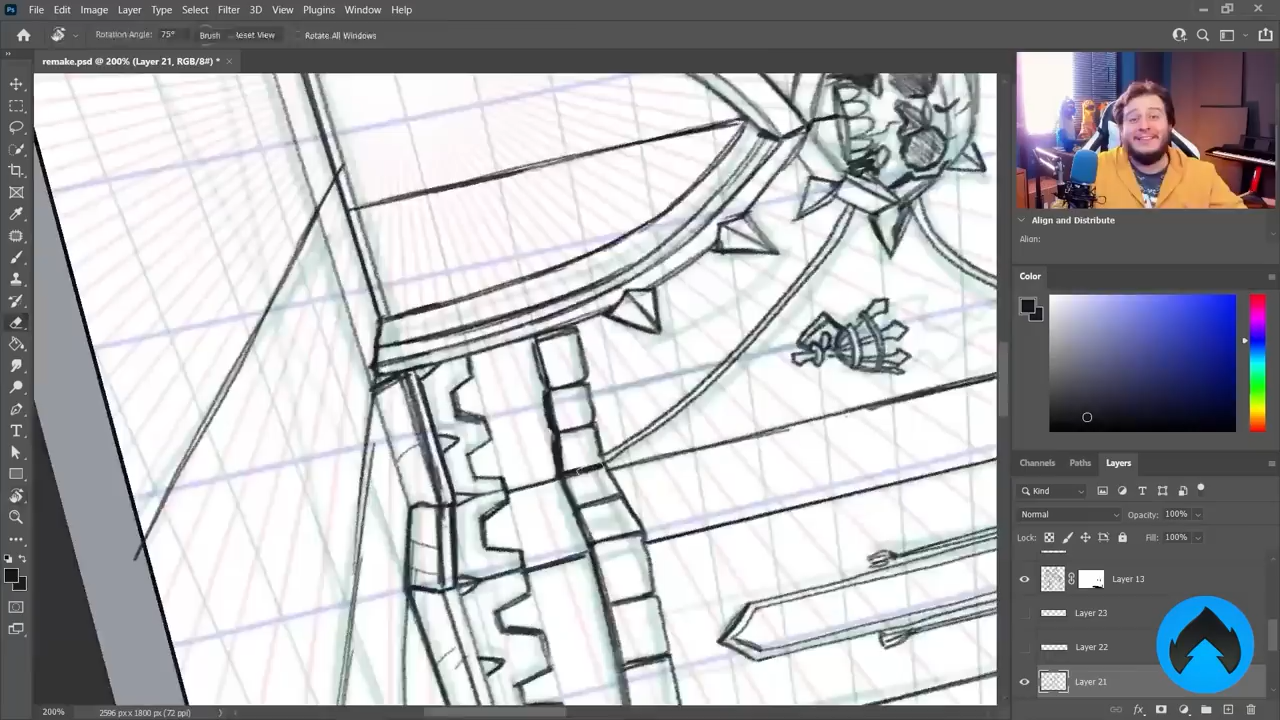 Ps File Edit Image Layer Type Select Filter 3D View Plugins Window Help
Rotation Angle: 75° Brush Reset View Rotate All Windows
remake.psd @ 200% (Layer 21, RGB/8#) *
Align and Distribute
Align:
Color
Channels Paths Layers
Kind
Normal Opacity: 100%
Lock: Fill: 100%
Layer 13
Layer 23
Layer 22
Layer 21
200% 2596 px x 1800 px (72 ppi)